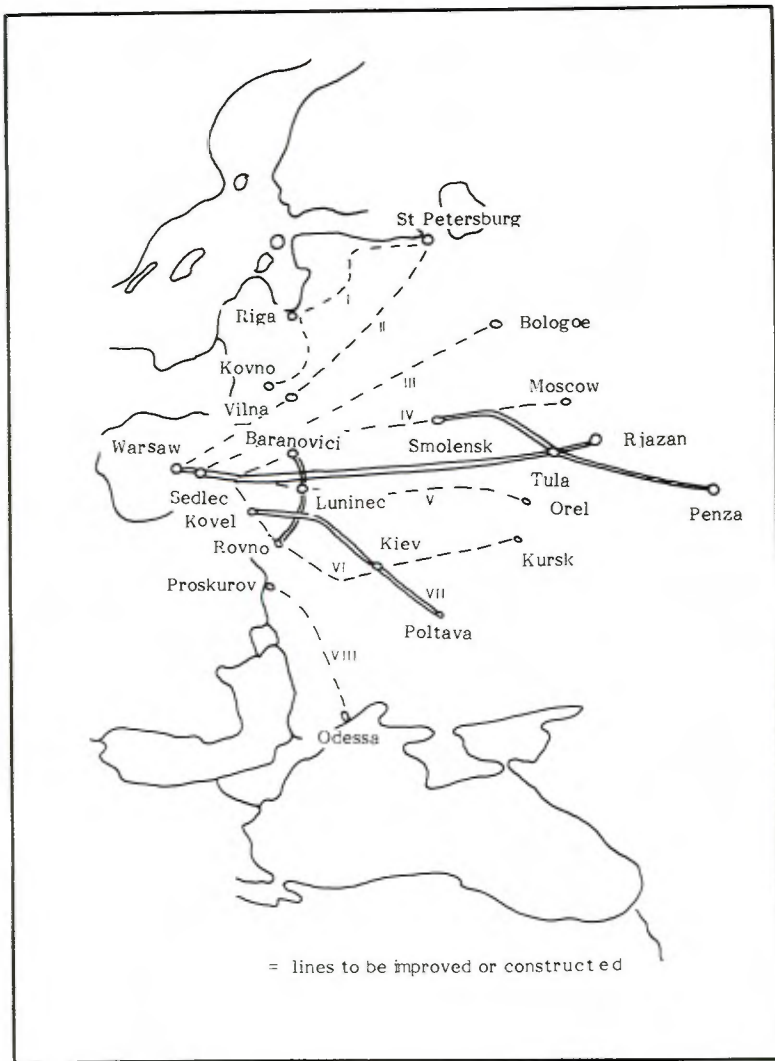 St Petersburg
I
II
Riga
Bologoe
III
Kovno
Moscow
Vilna
IV
Baranovici
Smolensk
Rjazan
Warsaw
Tula
Sedlec
Luninec
V
Orel
Penza
Kovel
Rovno
Kiev
Kursk
VI
Proskurov
VII
Poltava
VIII
Odessa
= lines to be improved or constructed